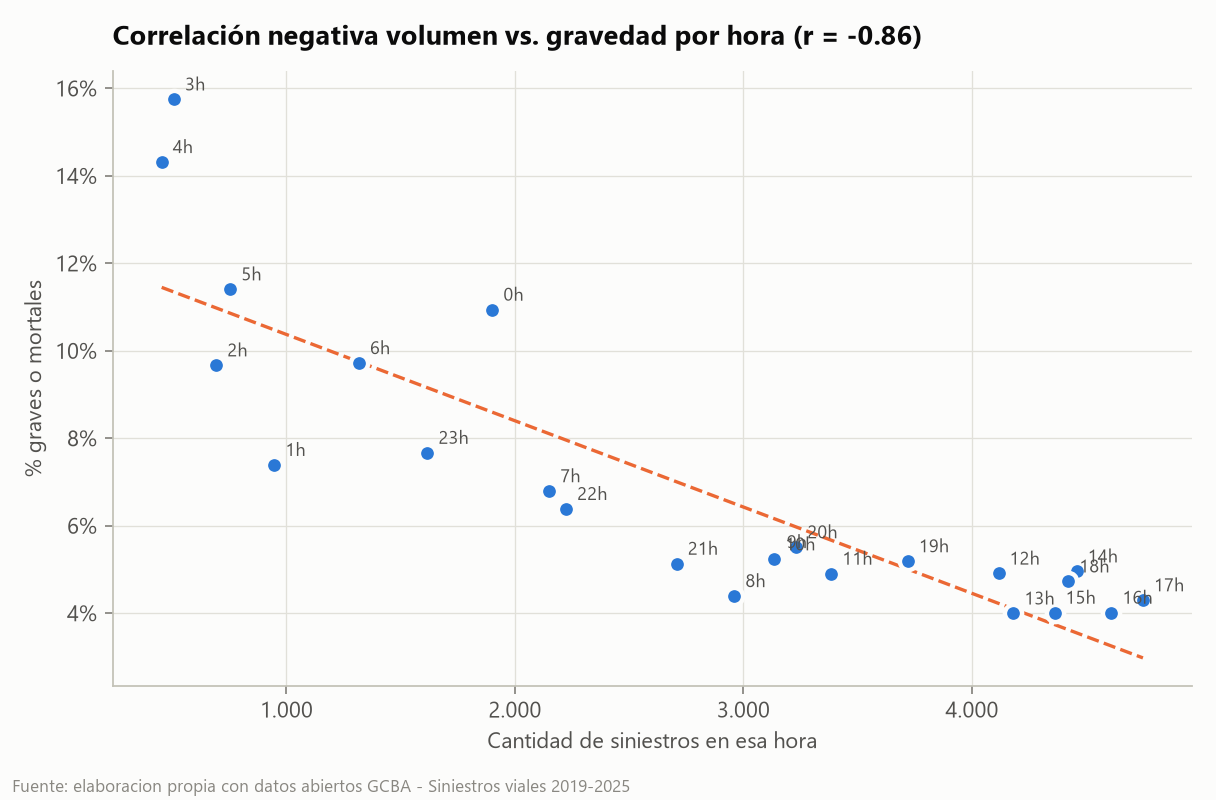 Correlación negativa volumen vs. gravedad por hora (r = -0.86)
16%
14%
12%
10%
8%
6%
4%
% graves o mortales
3h
4h
5h
0h
2h
6h
1h
23h
7h
22h
21h
8h
9h
20h
11h
19h
12h
14h
18h
13h
15h
16h
17h
1.000
2.000
3.000
4.000
Cantidad de siniestros en esa hora
Fuente: elaboracion propia con datos abiertos GCBA - Siniestros viales 2019-2025